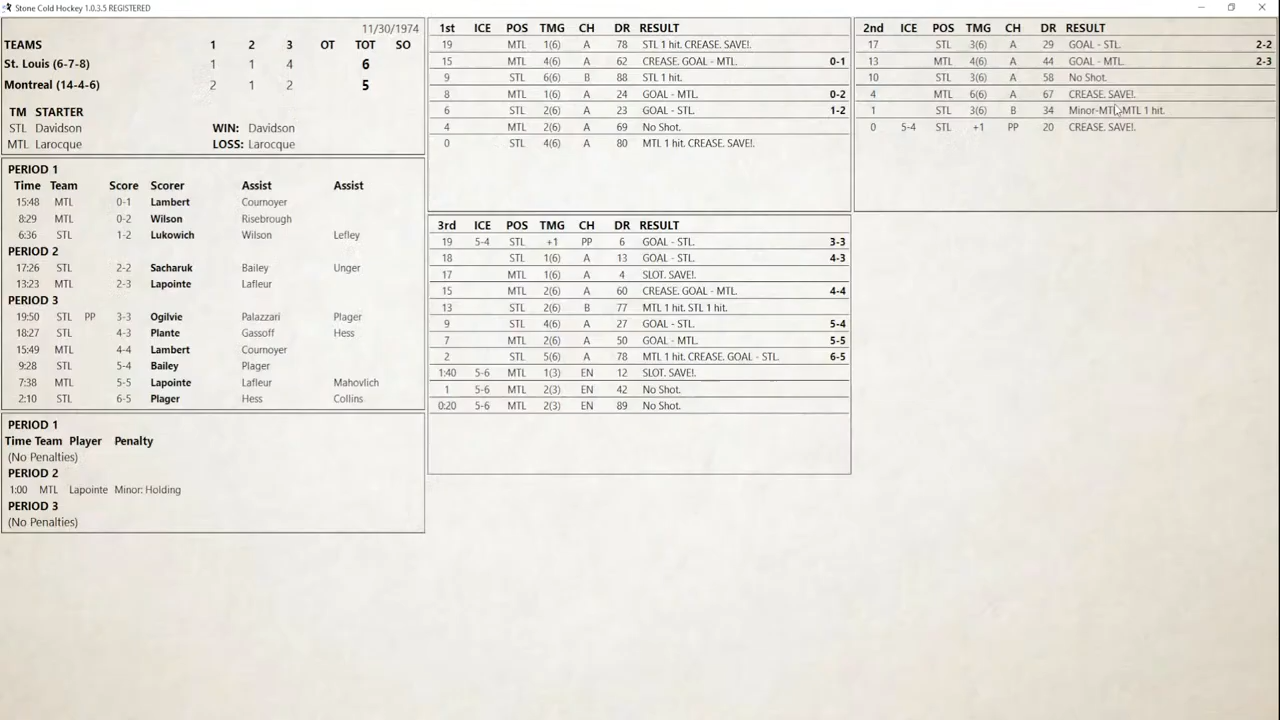 Stone Cold Hockey 1.0.3.5 REGISTERED
11/30/1974
TEAMS 1 2 3 OT TOT SO
St. Louis (6-7-8) 1 1 4 6
Montreal (14-4-6) 2 1 2 5
TM STARTER
STL Davidson WIN: Davidson
MTL Larocque LOSS: Larocque
PERIOD 1
Time Team Score Scorer Assist Assist
15:48 MTL 0-1 Lambert Cournoyer
8:29 MTL 0-2 Wilson Risebrough
6:36 STL 1-2 Lukowich Wilson Lefley
PERIOD 2
17:26 STL 2-2 Sacharuk Bailey Unger
13:23 MTL 2-3 Lapointe Lafleur
PERIOD 3
19:50 STL PP 3-3 Ogilvie Palazzari Plager
18:27 STL 4-3 Plante Gassoff Hess
15:49 MTL 4-4 Lambert Cournoyer
9:28 STL 5-4 Bailey Plager
7:38 MTL 5-5 Lapointe Lafleur Mahovlich
2:10 STL 6-5 Plager Hess Collins
PERIOD 1
Time Team Player Penalty
(No Penalties)
PERIOD 2
1:00 MTL Lapointe Minor: Holding
PERIOD 3
(No Penalties)
1st ICE POS TMG CH DR RESULT
19 MTL 1(6) A 78 STL 1 hit. CREASE. SAVE!.
15 MTL 4(6) A 62 CREASE. GOAL - MTL. 0-1
9 STL 6(6) B 88 STL 1 hit.
8 MTL 1(6) A 24 GOAL - MTL. 0-2
6 STL 2(6) A 23 GOAL - STL. 1-2
4 MTL 2(6) A 69 No Shot.
0 STL 4(6) A 80 MTL 1 hit. CREASE. SAVE!.
2nd ICE POS TMG CH DR RESULT
17 STL 3(6) A 29 GOAL - STL. 2-2
13 MTL 4(6) A 44 GOAL - MTL. 2-3
10 STL 3(6) A 58 No Shot.
4 MTL 6(6) A 67 CREASE. SAVE!.
1 STL 3(6) B 34 Minor-MTL. MTL 1 hit.
0 5-4 STL +1 PP 20 CREASE. SAVE!.
3rd ICE POS TMG CH DR RESULT
19 5-4 STL +1 PP 6 GOAL - STL. 3-3
18 STL 1(6) A 13 GOAL - STL. 4-3
17 MTL 1(6) A 4 SLOT. SAVE!.
15 MTL 2(6) A 60 CREASE. GOAL - MTL. 4-4
13 STL 2(6) B 77 MTL 1 hit. STL 1 hit.
9 STL 4(6) A 27 GOAL - STL. 5-4
7 MTL 2(6) A 50 GOAL - MTL. 5-5
2 STL 5(6) A 78 MTL 1 hit. CREASE. GOAL - STL. 6-5
1:40 5-6 MTL 1(3) EN 12 SLOT. SAVE!.
1 5-6 MTL 2(3) EN 42 No Shot.
0:20 5-6 MTL 2(3) EN 89 No Shot.